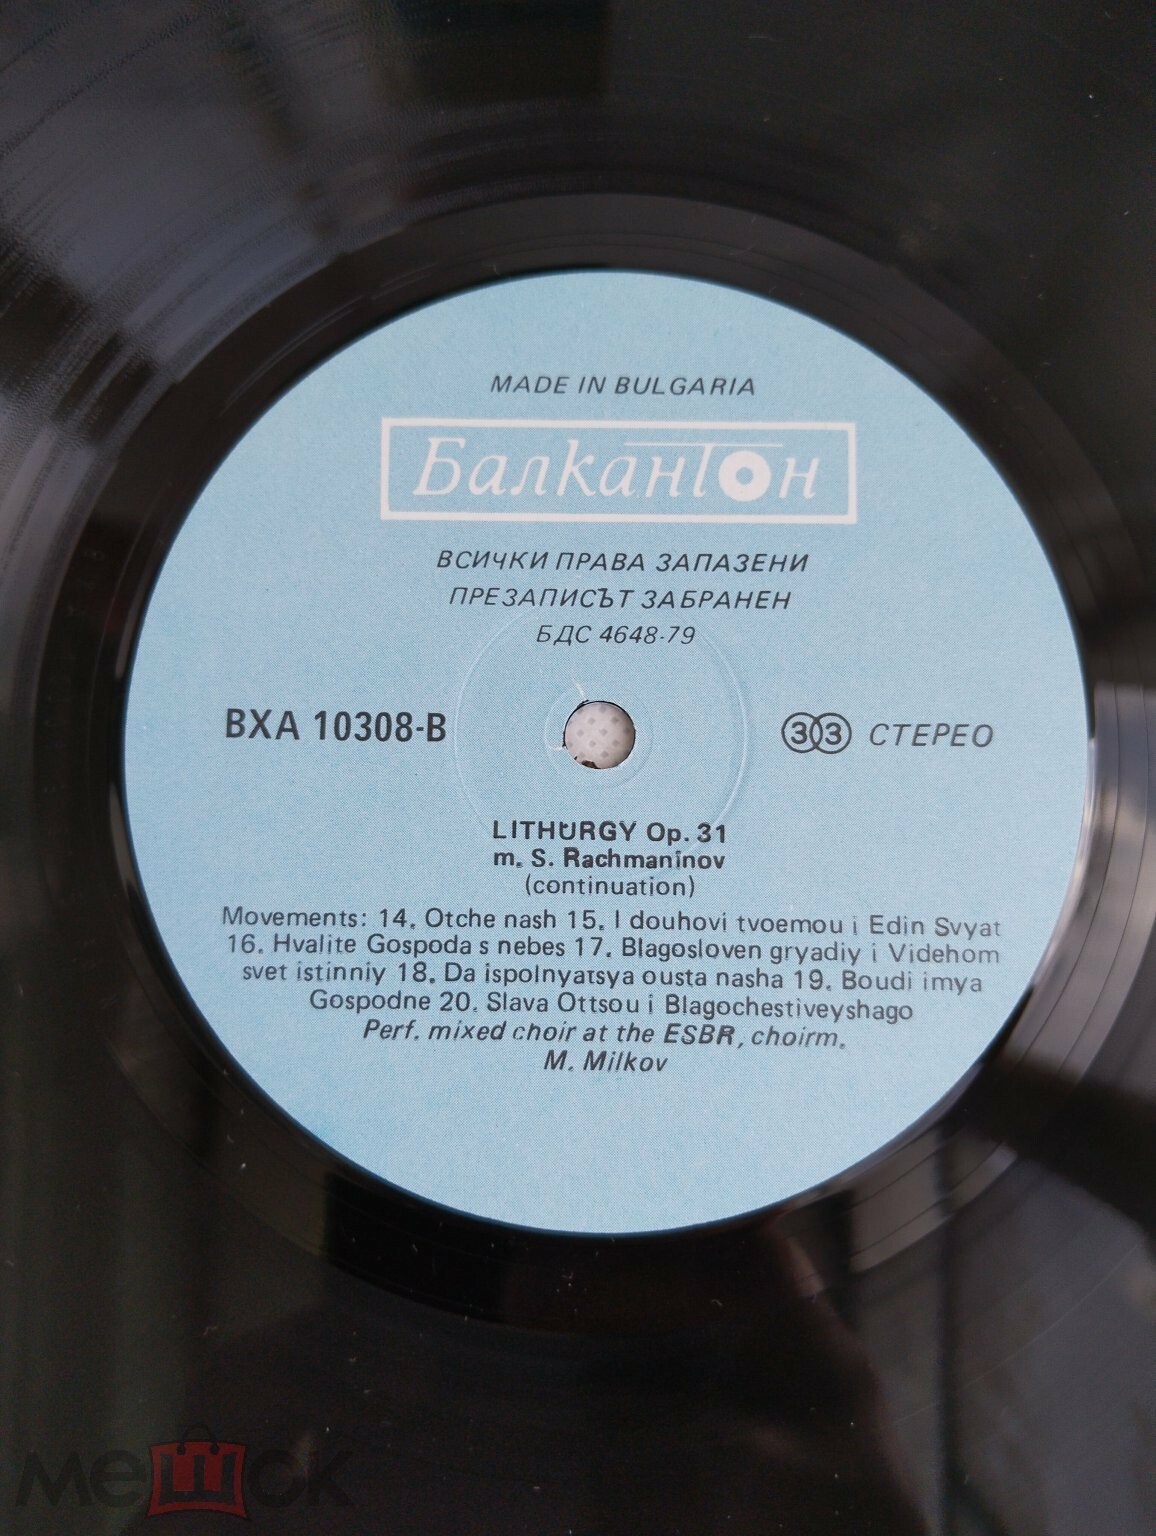 MADE IN BULGARIA
Балкантон
ВСИЧКИ ПРАВА ЗАПАЗЕНИ
ПРЕЗАПИСЪТ ЗАБРАНЕН
БДС 4648-79
ВХА 10308-В
33 СТЕРЕО
LITHURGY Op. 31
m. S. Rachmaninov
(continuation)
Movements: 14. Otche nash 15. I douhovi tvoemou i Edin Svyat
16. Hvalite Gospoda s nebes 17. Blagosloven gryadiy i Videhom
svet istinniy 18. Da ispolnyatsya ousta nasha 19. Boudi imya
Gospodne 20. Slava Ottsou i Blagochestiveyshago
Perf. mixed choir at the ESBR, choirm.
M. Milkov
мешок